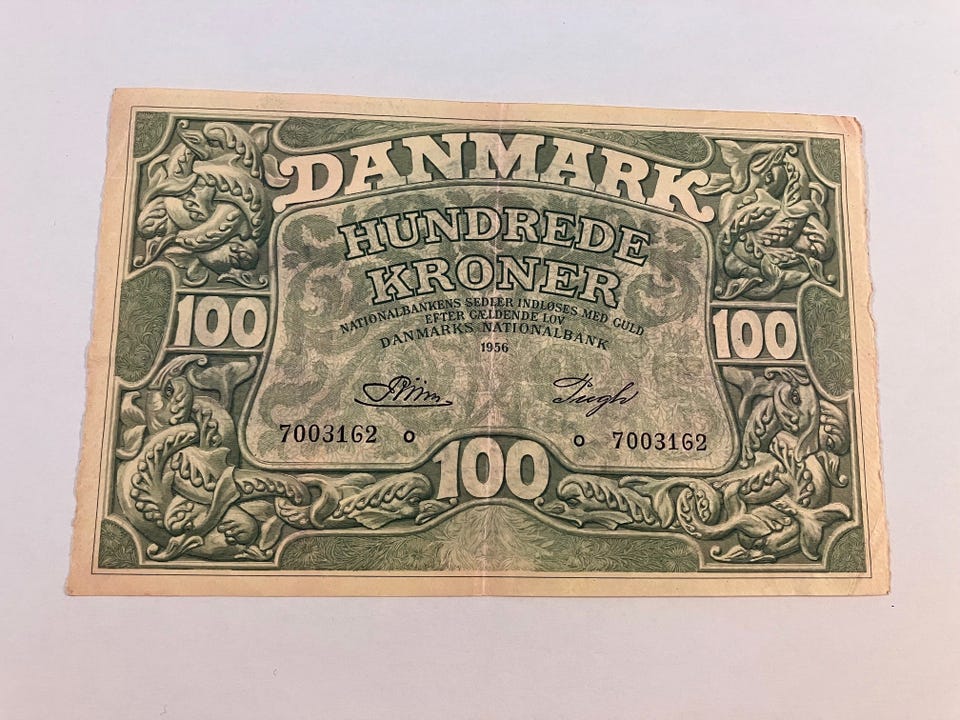 DANMARK
HUNDREDE
KRONER
NATIONALBANKENS SEDLER INDLØSES MED GULD
EFTER GÆLDENDE LOV
DANMARKS NATIONALBANK
1956
100 100
7003162 o o 7003162
100